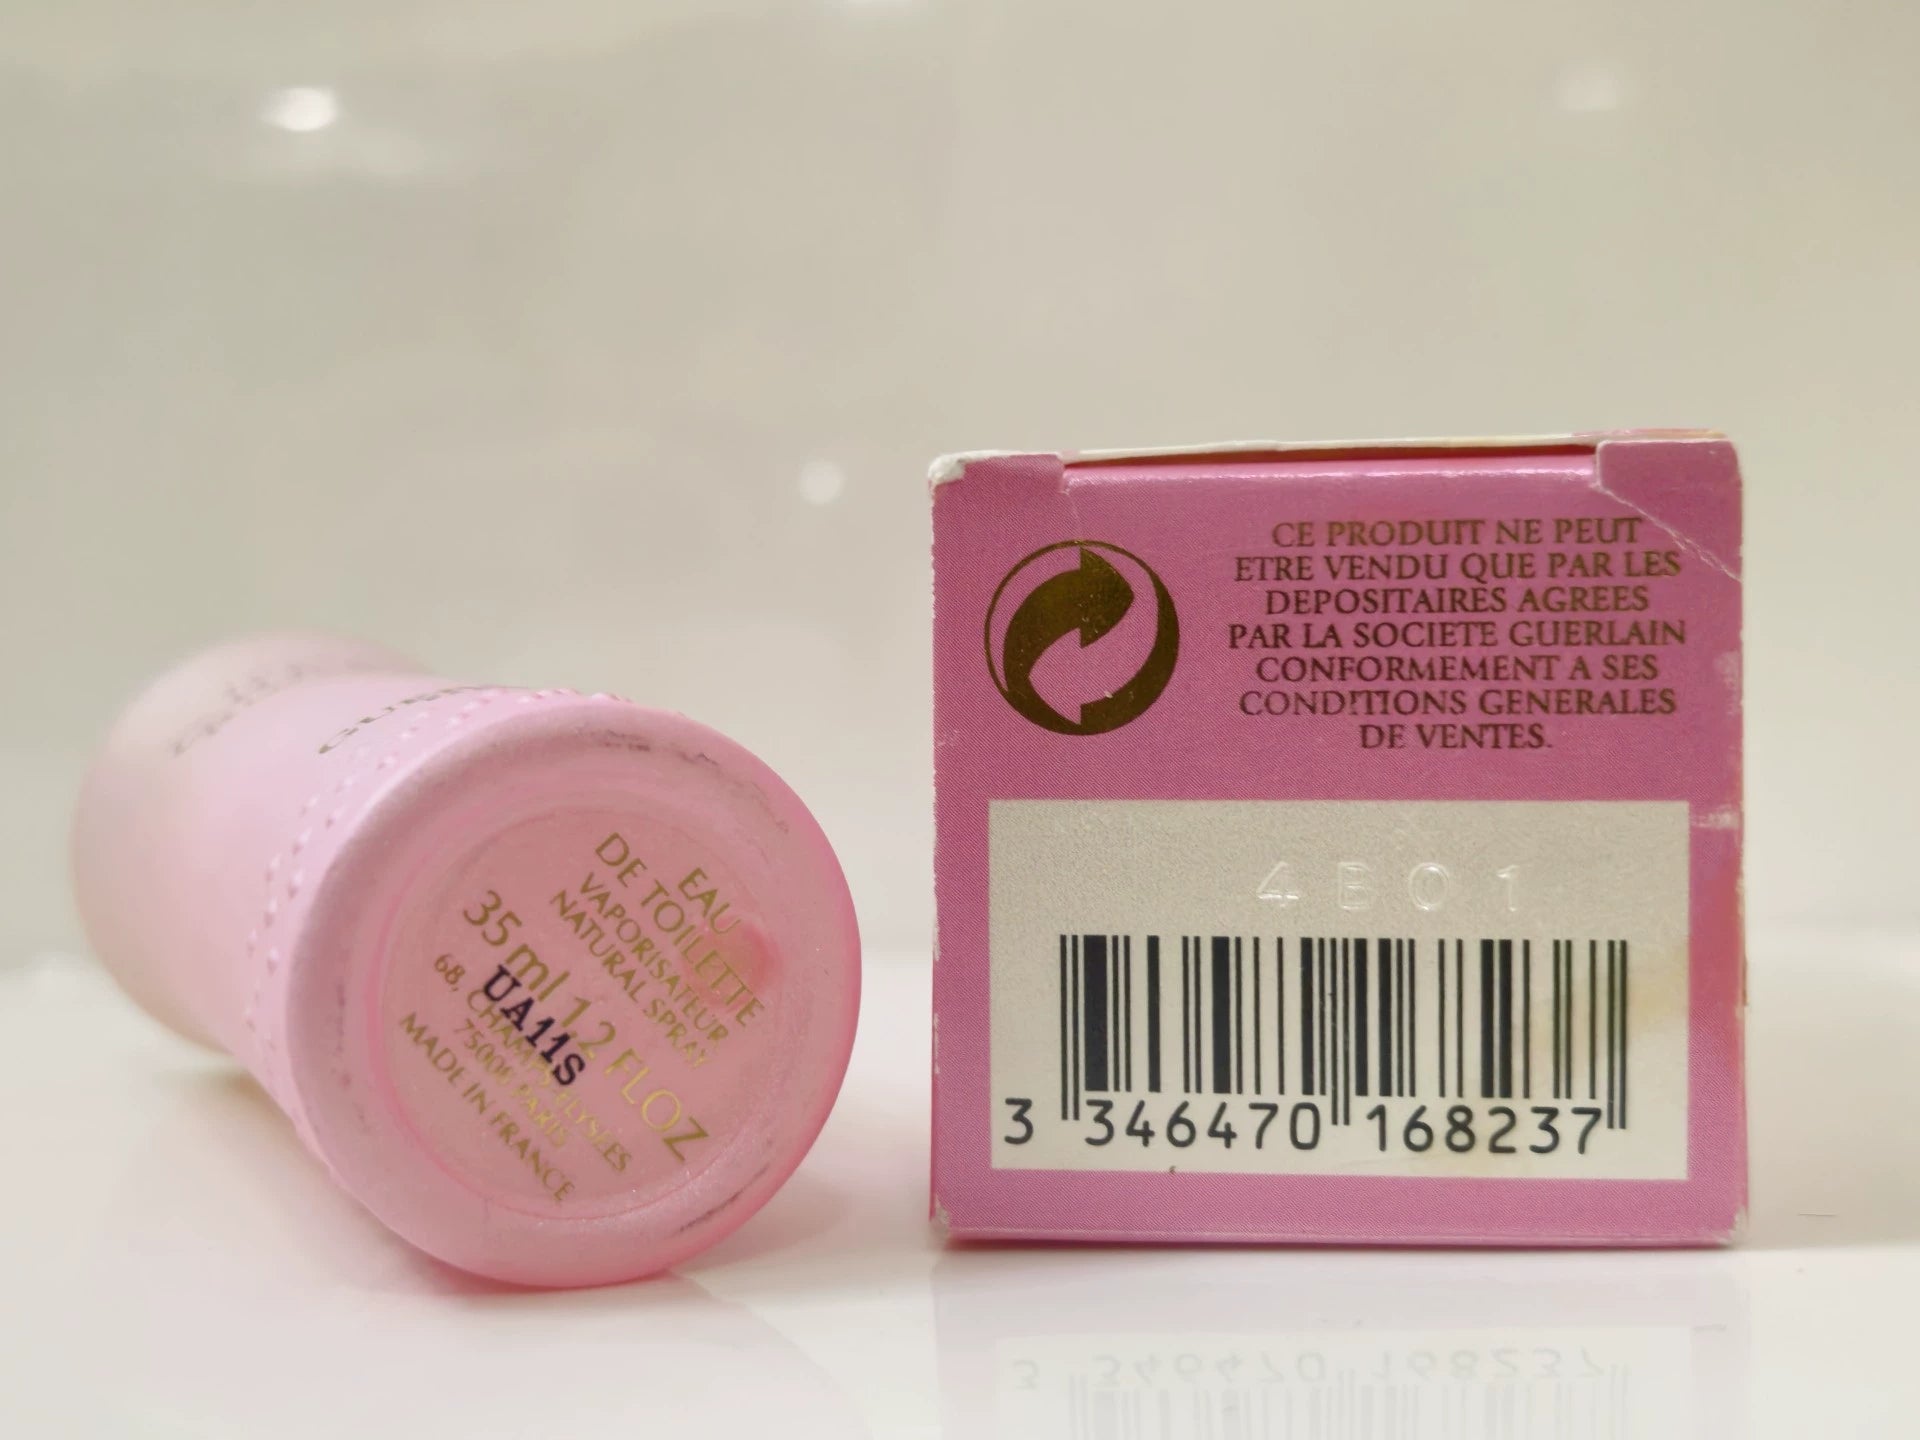 EAU
DE TOILETTE
VAPORISATEUR
NATURAL SPRAY
35 ml 1.2 FL OZ
UA11S
68, CHAMPS-ELYSEES
75008 PARIS
MADE IN FRANCE
CE PRODUIT NE PEUT
ETRE VENDU QUE PAR LES
DEPOSITAIRES AGREES
PAR LA SOCIETE GUERLAIN
CONFORMEMENT A SES
CONDITIONS GENERALES
DE VENTES.
4B01
3 346470 168237